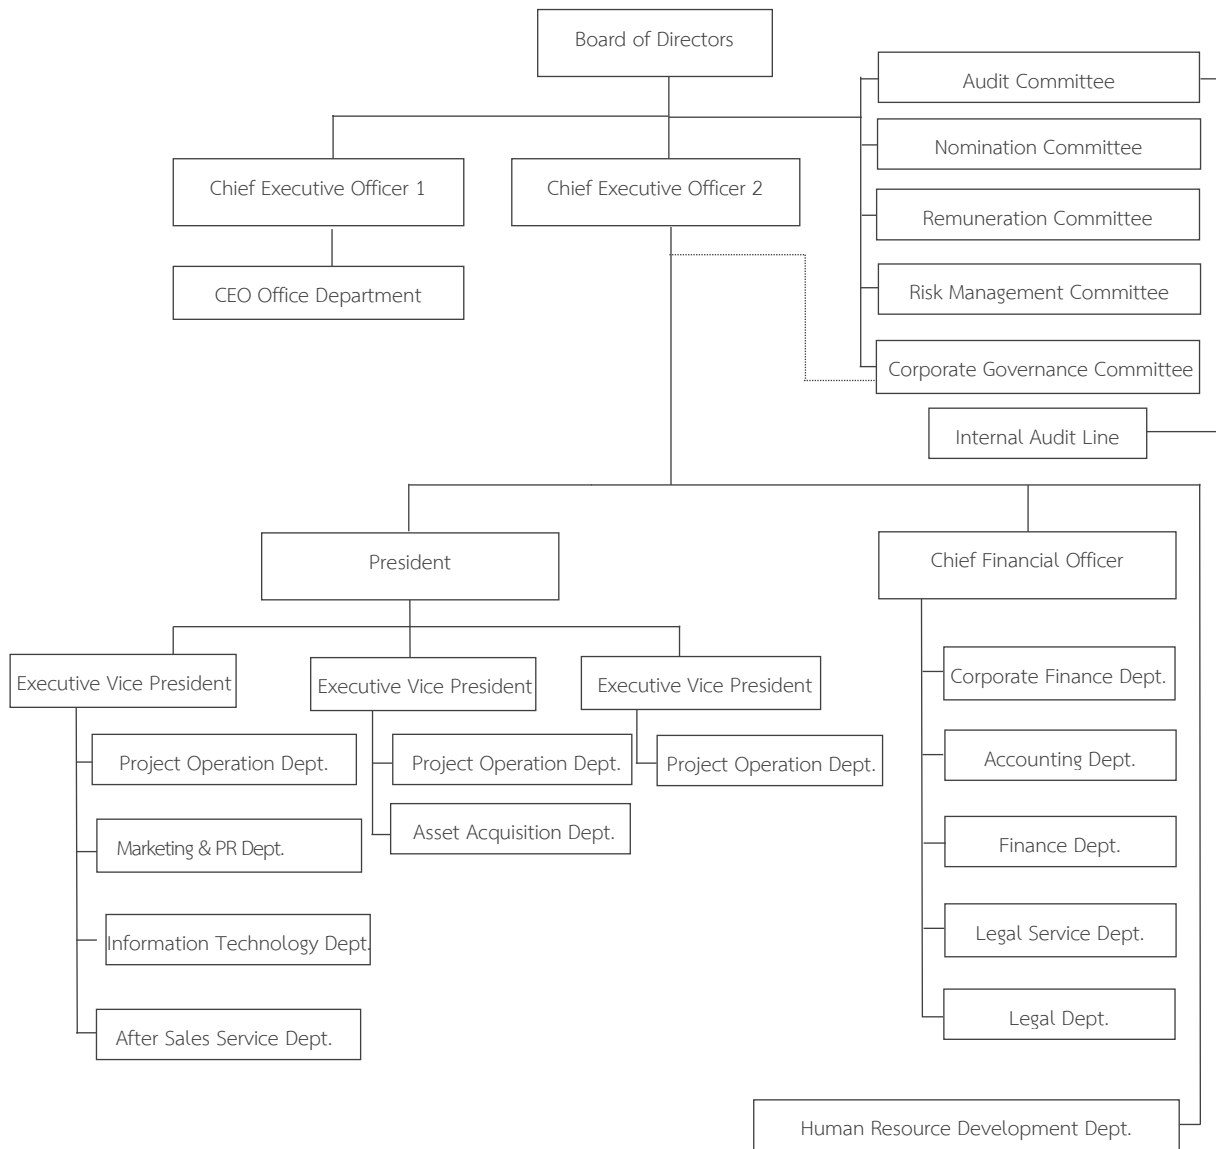 Board of Directors
Audit Committee
Nomination Committee
Chief Executive Officer 1
Chief Executive Officer 2
Remuneration Committee
CEO Office Department
Risk Management Committee
Corporate Governance Committee
Internal Audit Line
President
Chief Financial Officer
Executive Vice President
Executive Vice President
Executive Vice President
Corporate Finance Dept.
Project Operation Dept.
Project Operation Dept.
Project Operation Dept.
Accounting Dept.
Marketing & PR Dept.
Asset Acquisition Dept.
Finance Dept.
Information Technology Dept.
Legal Service Dept.
After Sales Service Dept.
Legal Dept.
Human Resource Development Dept.